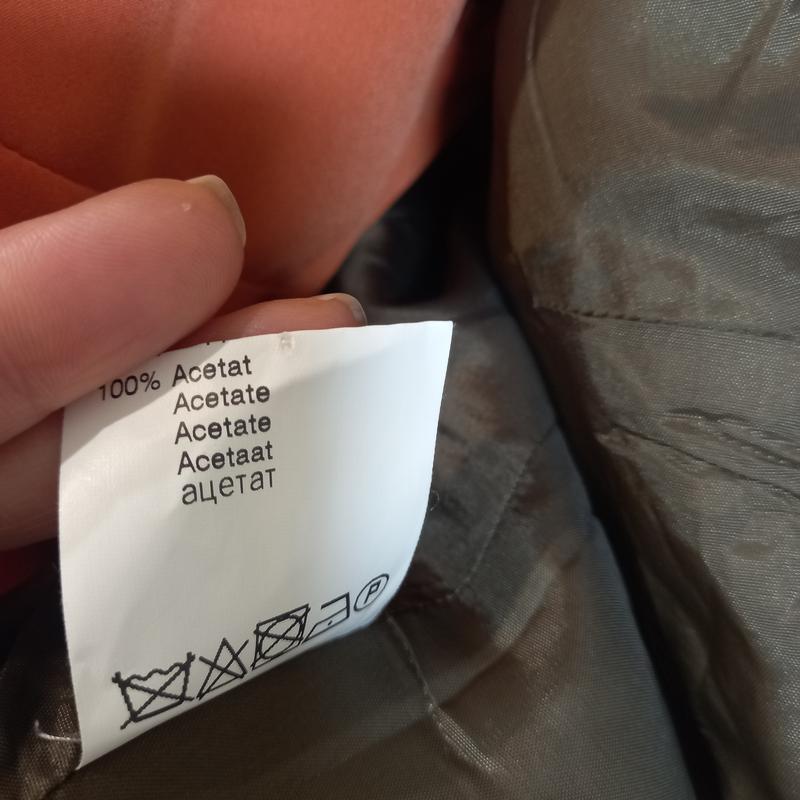 100% Acetat
Acetate
Acetate
Acetaat
ацетат
P